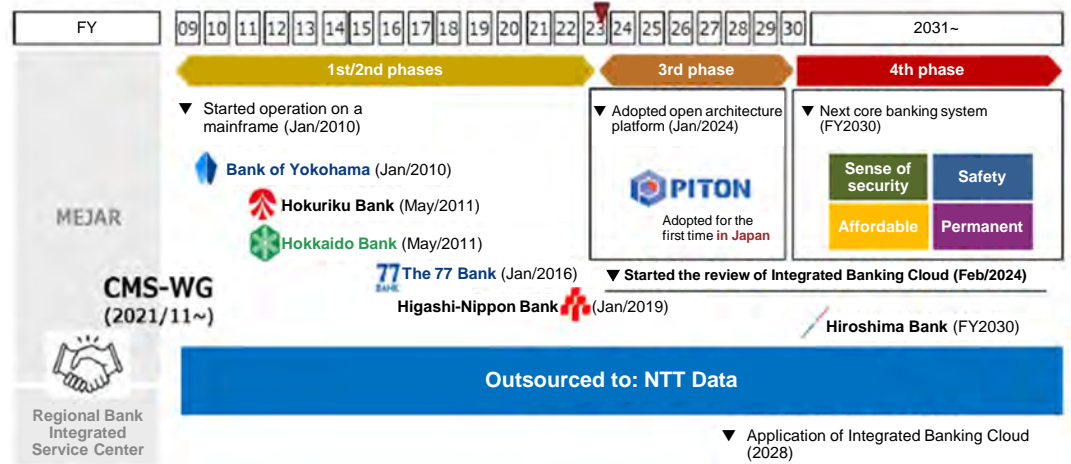 FY
09 10 11 12 13 14 15 16 17 18 19 20 21 22 23 24 25 26 27 28 29 30 2031~
1st/2nd phases
3rd phase
4th phase
▼ Started operation on a
mainframe (Jan/2010)
▼ Adopted open architecture
platform (Jan/2024)
▼ Next core banking system
(FY2030)
Bank of Yokohama (Jan/2010)
Hokuriku Bank (May/2011)
Hokkaido Bank (May/2011)
77 BANK The 77 Bank (Jan/2016)
Higashi-Nippon Bank (Jan/2019)
PITON
Adopted for the
first time in Japan
Sense of
security
Safety
Affordable
Permanent
▼ Started the review of Integrated Banking Cloud (Feb/2024)
Hiroshima Bank (FY2030)
MEJAR
CMS-WG
(2021/11~)
Outsourced to: NTT Data
Regional Bank
Integrated
Service Center
▼ Application of Integrated Banking Cloud
(2028)